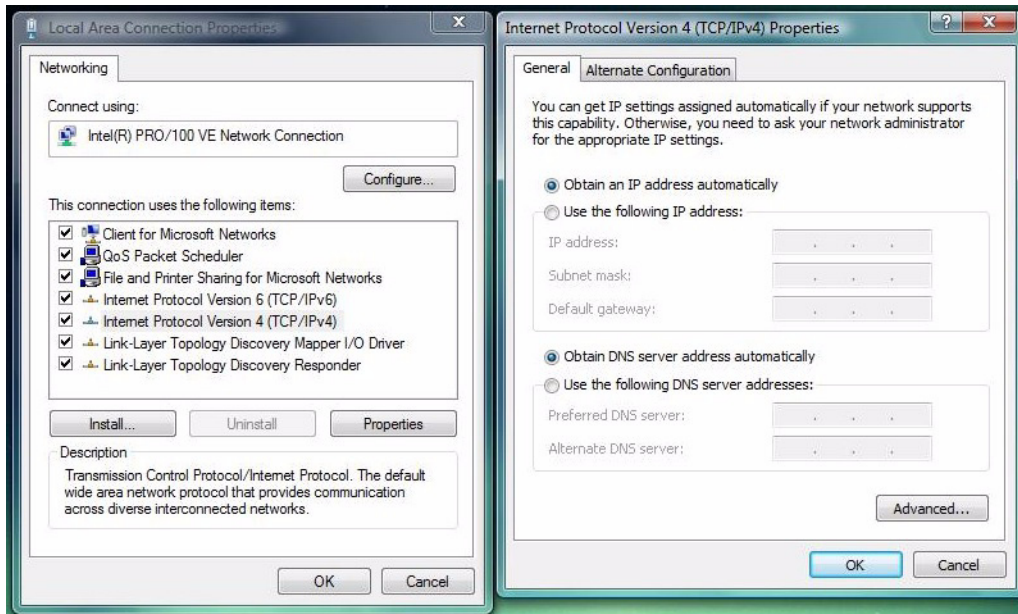 Local Area Connection Properties
Networking
Connect using:
Intel(R) PRO/100 VE Network Connection
Configure...
This connection uses the following items:
Client for Microsoft Networks
QoS Packet Scheduler
File and Printer Sharing for Microsoft Networks
Internet Protocol Version 6 (TCP/IPv6)
Internet Protocol Version 4 (TCP/IPv4)
Link-Layer Topology Discovery Mapper I/O Driver
Link-Layer Topology Discovery Responder
Install...
Uninstall
Properties
Description
Transmission Control Protocol/Internet Protocol. The default
wide area network protocol that provides communication
across diverse interconnected networks.
OK
Cancel
Internet Protocol Version 4 (TCP/IPv4) Properties
General
Alternate Configuration
You can get IP settings assigned automatically if your network supports
this capability. Otherwise, you need to ask your network administrator
for the appropriate IP settings.
Obtain an IP address automatically
Use the following IP address:
IP address:
Subnet mask:
Default gateway:
Obtain DNS server address automatically
Use the following DNS server addresses:
Preferred DNS server:
Alternate DNS server:
Advanced...
OK
Cancel